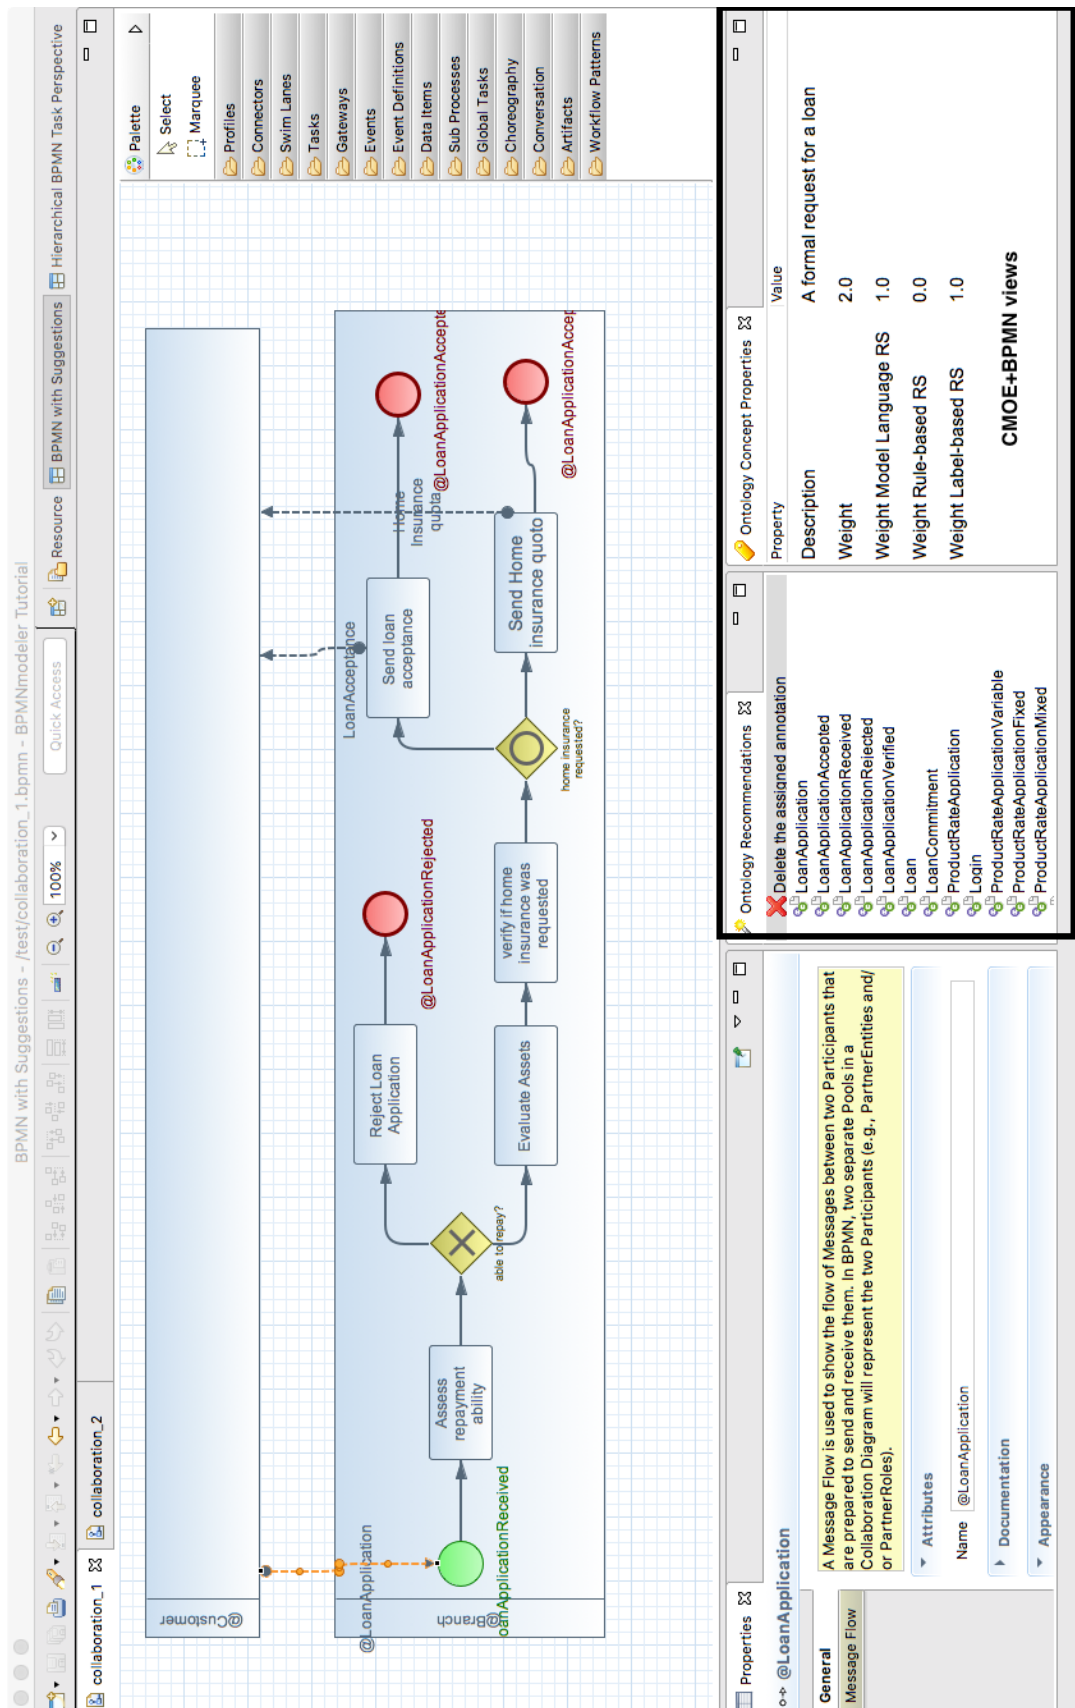 BPMN with Suggestions - /test/collaboration_1.bpmn - BPMNmodeler Tutorial
100%
Quick Access
Resource
BPMN with Suggestions
Hierarchical BPMN Task Perspective
collaboration_1
collaboration_2
@Customer
@Branch
@LoanApplication
oanApplicationReceived
Assess
repayment
ability
able to repay?
Reject Loan
Application
@LoanApplicationRejected
Evaluate Assets
verify if home
insurance was
requested
home insurance
requested?
LoanAcceptance
Send loan
acceptance
Home
Insurance
quota
@LoanApplicationAccepte
Send Home
insurance quoto
@LoanApplicationAccep
Palette
Select
Marquee
Profiles
Connectors
Swim Lanes
Tasks
Gateways
Events
Event Definitions
Data Items
Sub Processes
Global Tasks
Choreography
Conversation
Artifacts
Workflow Patterns
Properties
@LoanApplication
General
Message Flow
A Message Flow is used to show the flow of Messages between two Participants that
are prepared to send and receive them. In BPMN, two separate Pools in a
Collaboration Diagram will represent the two Participants (e.g., PartnerEntities and/
or PartnerRoles).
Attributes
Name @LoanApplication
Documentation
Appearance
Ontology Recommendations
Delete the assigned annotation
LoanApplication
LoanApplicationAccepted
LoanApplicationReceived
LoanApplicationRejected
LoanApplicationVerified
Loan
LoanCommitment
ProductRateApplication
Login
ProductRateApplicationVariable
ProductRateApplicationFixed
ProductRateApplicationMixed
Ontology Concept Properties
Property Value
Description A formal request for a loan
Weight 2.0
Weight Model Language RS 1.0
Weight Rule-based RS 0.0
Weight Label-based RS 1.0
CMOE+BPMN views